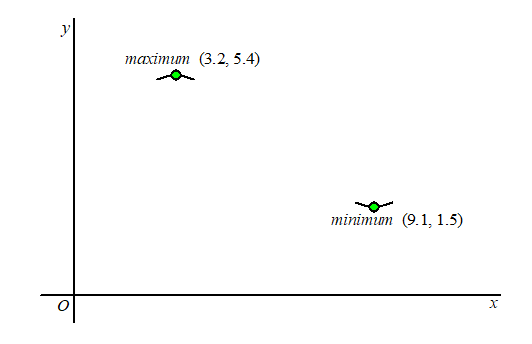 y
maximum (3.2, 5.4)
minimum (9.1, 1.5)
O
x